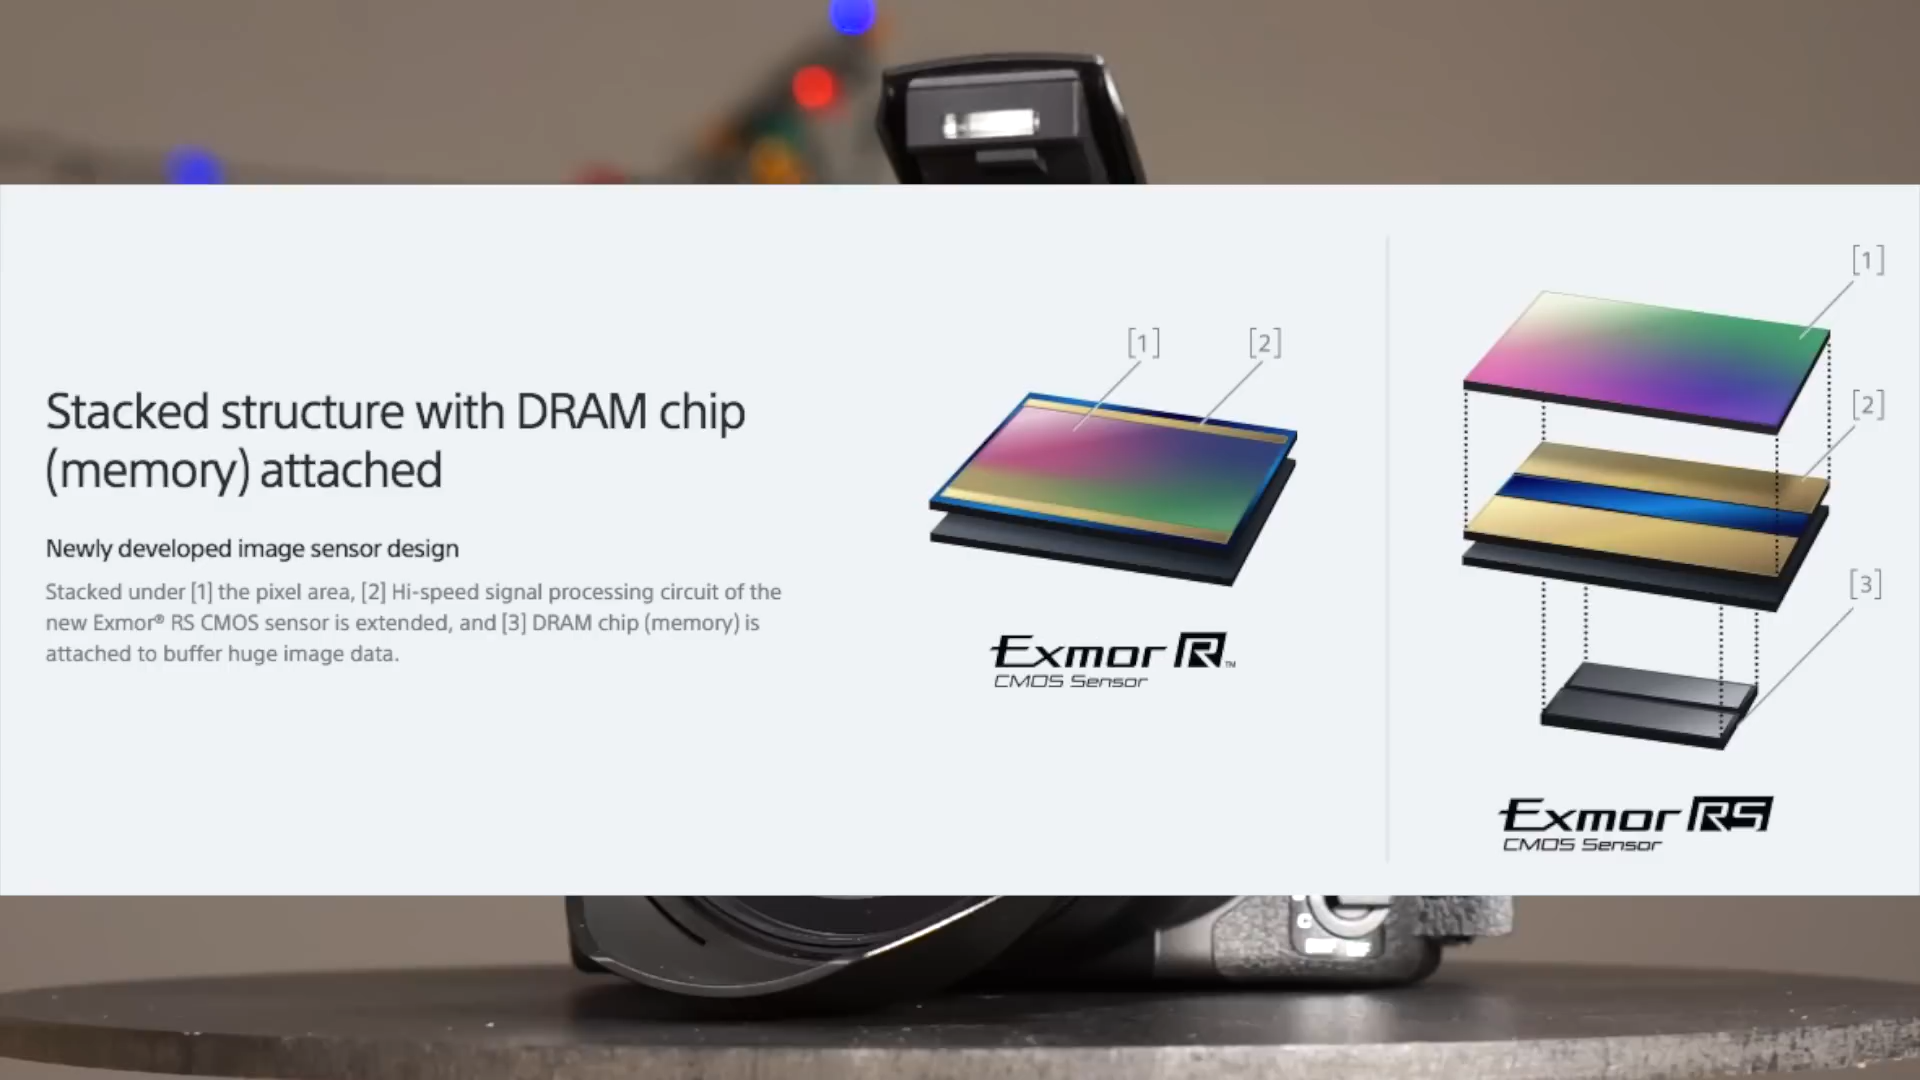 Stacked structure with DRAM chip
(memory) attached
Newly developed image sensor design
Stacked under [1] the pixel area, [2] Hi-speed signal processing circuit of the
new Exmor® RS CMOS sensor is extended, and [3] DRAM chip (memory) is
attached to buffer huge image data.
[1] [2]
Exmor R™
CMOS Sensor
[1]
[2]
[3]
Exmor RS
CMOS Sensor